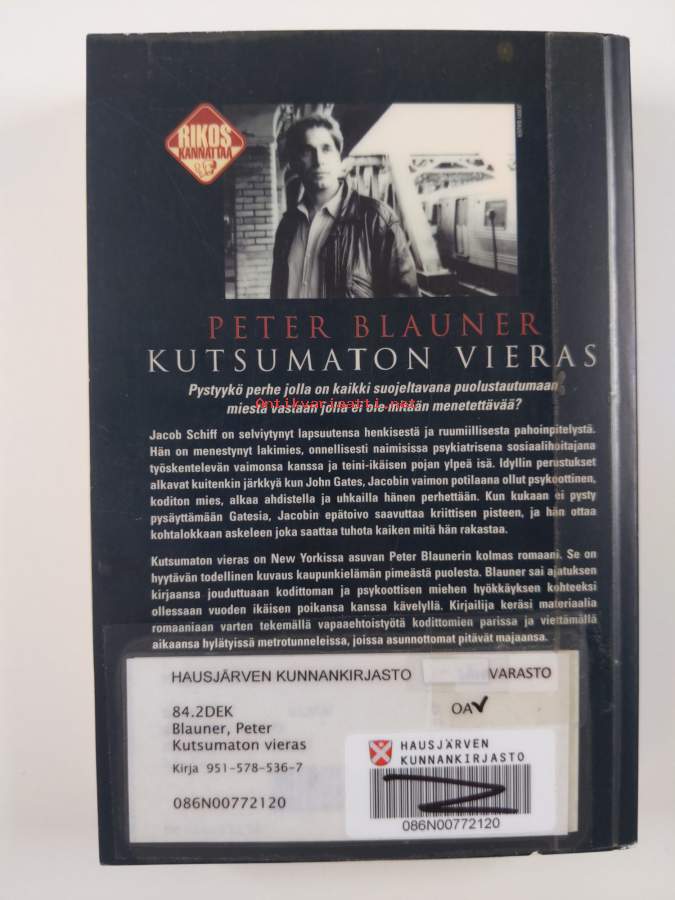 RIKOS
KANNATTAA
PETER BLAUNER
KUTSUMATON VIERAS
Pystyykö perhe jolla on kaikki suojeltavana puolustautumaan
Antikvariaatti.net
miestä vastaan jolla ei ole mitään menetettävää?
Jacob Schiff on selviytynyt lapsuutensa henkisestä ja ruumiillisesta pahoinpitelystä.
Hän on menestynyt lakimies, onnellisesti naimisissa psykiatrisena sosiaalihoitajana
työskentelevän vaimonsa kanssa ja teini-ikäisen pojan ylpeä isä. Idyllin perustukset
alkavat kuitenkin järkkyä kun John Gates, Jacobin vaimon potilaana ollut psykoottinen,
koditon mies, alkaa ahdistella ja uhkailla hänen perhettään. Kun kukaan ei pysty
pysäyttämään Gatesia, Jacobin epätoivo saavuttaa kriittisen pisteen, ja hän ottaa
kohtalokkaan askeleen joka saattaa tuhota kaiken mitä hän rakastaa.
Kutsumaton vieras on New Yorkissa asuvan Peter Blaunerin kolmas romaani. Se on
hyytävän todellinen kuvaus kaupunkielämän pimeästä puolesta. Blauner sai ajatuksen
kirjaansa jouduttuaan kodittoman ja psykoottisen miehen hyökkäyksen kohteeksi
ollessaan vuoden ikäisen poikansa kanssa kävelyllä. Kirjailija keräsi materiaalia
romaaniaan varten tekemällä vapaaehtoistyötä kodittomien parissa ja viettämällä
aikaansa hylätyissä metrotunneleissa, joissa asunnottomat pitävät majaansa.
HAUSJÄRVEN KUNNANKIRJASTO VARASTO
84.2DEK OA
Blauner, Peter
Kutsumaton vieras
Kirja 951-578-536-7
086N00772120
HAUSJÄRVEN
KUNNANKIRJASTO
086N00772120